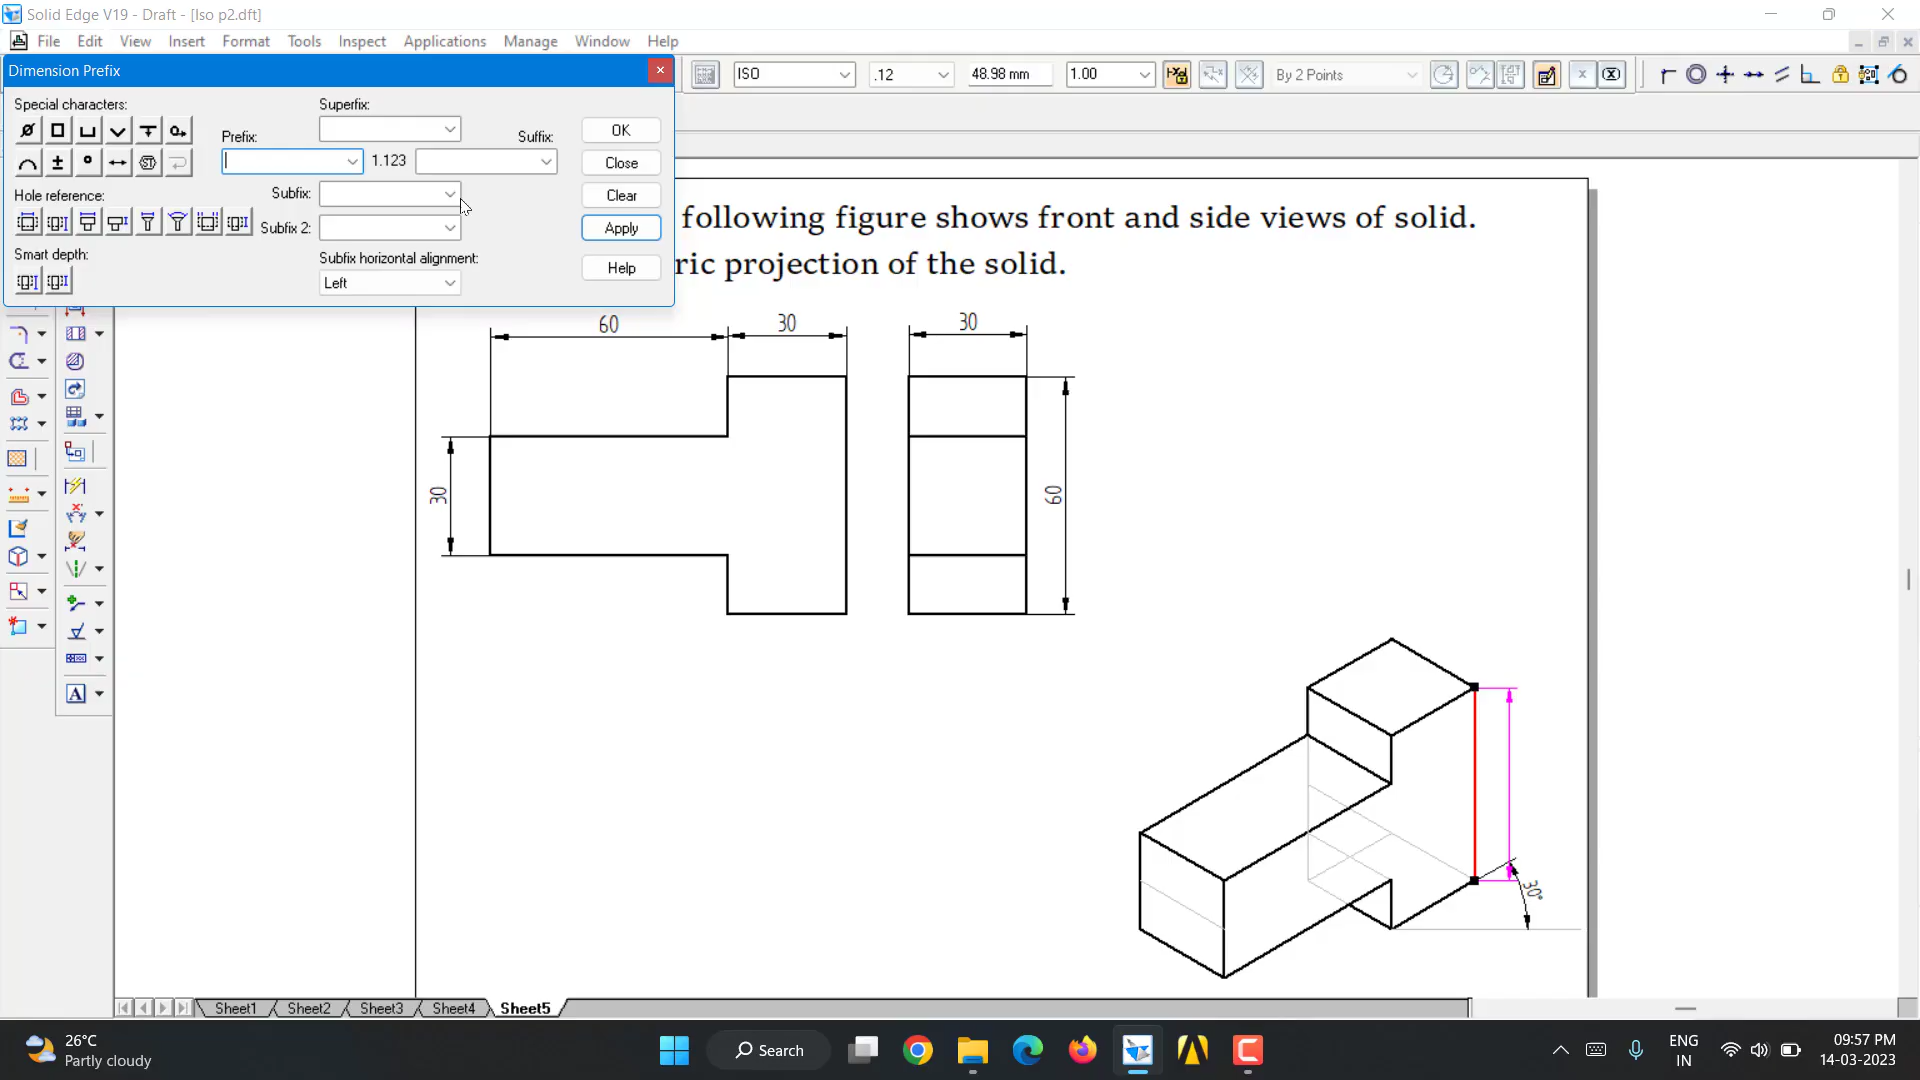 Solid Edge V19 - Draft - [Iso p2.dft]
File Edit View Insert Format Tools Inspect Applications Manage Window Help
Dimension Prefix
ISO .12 48.98 mm 1.00 By 2 Points
Special characters:
Superfix:
Prefix:
Suffix:
OK
1.123
Close
Hole reference:
Subfix:
Clear
Subfix 2:
Apply
Smart depth:
Subfix horizontal alignment:
Left
Help
following figure shows front and side views of solid.
ric projection of the solid.
60 30 30
30
60
30°
A
Sheet1 Sheet2 Sheet3 Sheet4 Sheet5
26°C
Partly cloudy
Search
ENG
IN
09:57 PM
14-03-2023